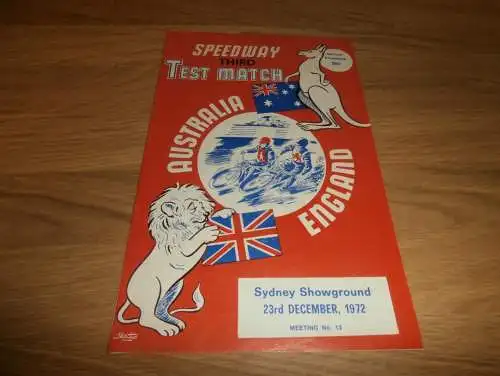 SPEEDWAY
THIRD
TEST MATCH
AUSTRALIA
ENGLAND
Sydney Showground
23rd DECEMBER, 1972
MEETING No. 13